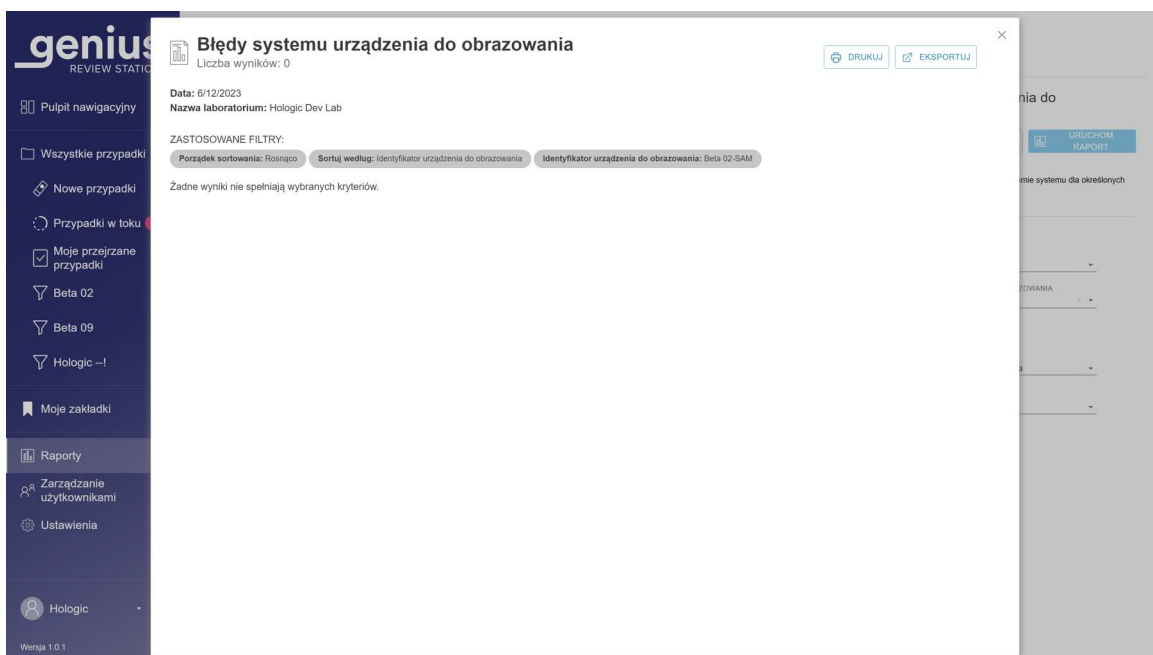 genius
REVIEW STATIO
Pulpit nawigacyjny
Wszystkie przypadki
Nowe przypadki
Przypadki w toku
Moje przejrzane
przypadki
Beta 02
Beta 09
Hologic --!
Moje zakładki
Raporty
Zarządzanie
użytkownikami
Ustawienia
Hologic
Wersja 1.0.1
Błędy systemu urządzenia do obrazowania
Liczba wyników: 0
DRUKUJ
EKSPORTUJ
Data: 6/12/2023
Nazwa laboratorium: Hologic Dev Lab
ZASTOSOWANE FILTRY:
Porządek sortowania: Rosnąco
Sortuj według: Identyfikator urządzenia do obrazowania
Identyfikator urządzenia do obrazowania: Beta 02-SAM
Żadne wyniki nie spełniają wybranych kryteriów.
nia do
URUCHOM
RAPORT
mie systemu dla określonych
ZOWANIA